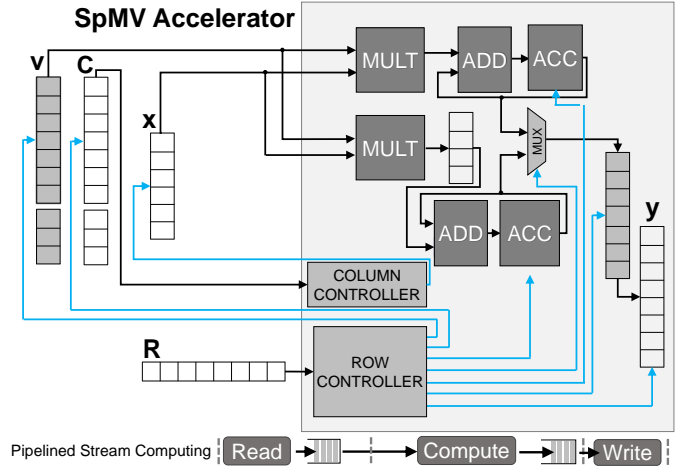 SpMV Accelerator
v
C
x
MULT
ADD
ACC
MULT
MUX
ADD
ACC
y
COLUMN
CONTROLLER
R
ROW
CONTROLLER
Pipelined Stream Computing
Read
Compute
Write